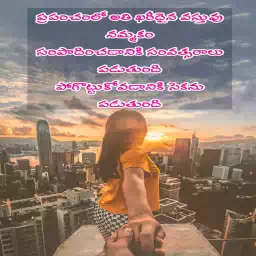 ప్రపంచంలో అతి ఖరీదైన వస్తువు
నమ్మకం
సంపాదించడానికి సంవత్సరాలు
పడుతుంది
పోగొట్టుకోవడానికి సెకను
పడుతుంది